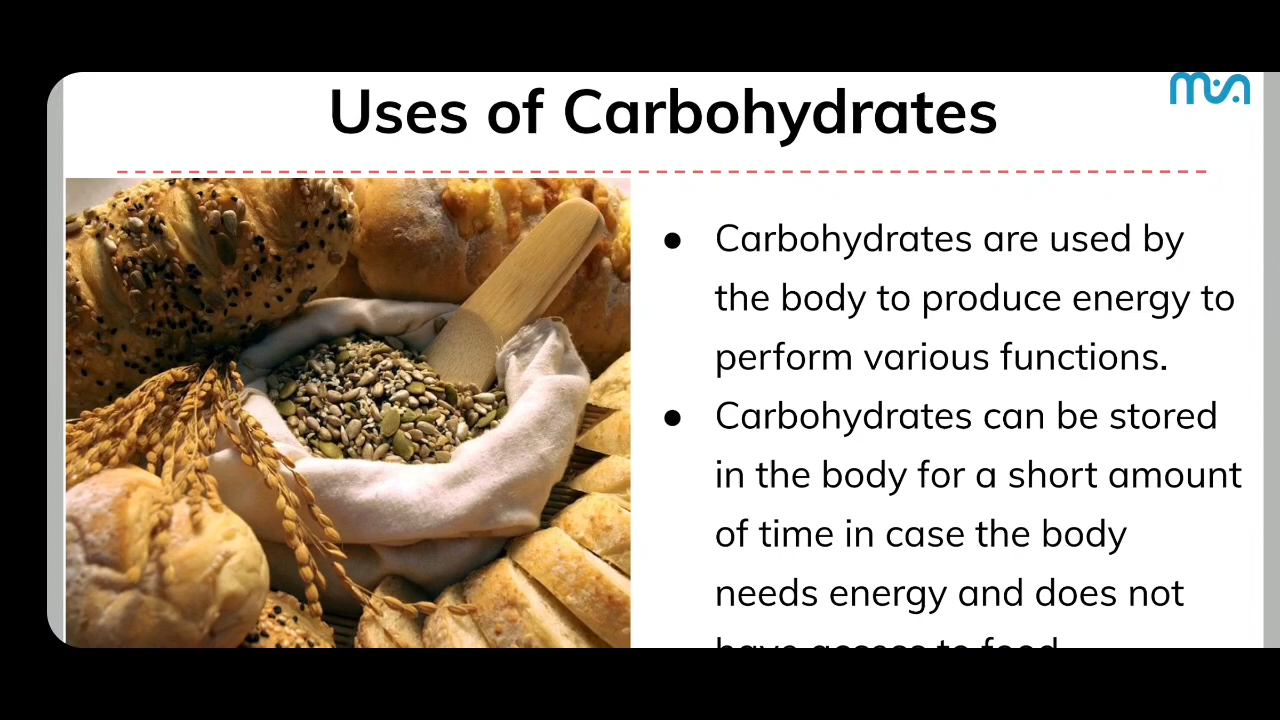 Uses of Carbohydrates
● Carbohydrates are used by
the body to produce energy to
perform various functions.
● Carbohydrates can be stored
in the body for a short amount
of time in case the body
needs energy and does not
have access to food